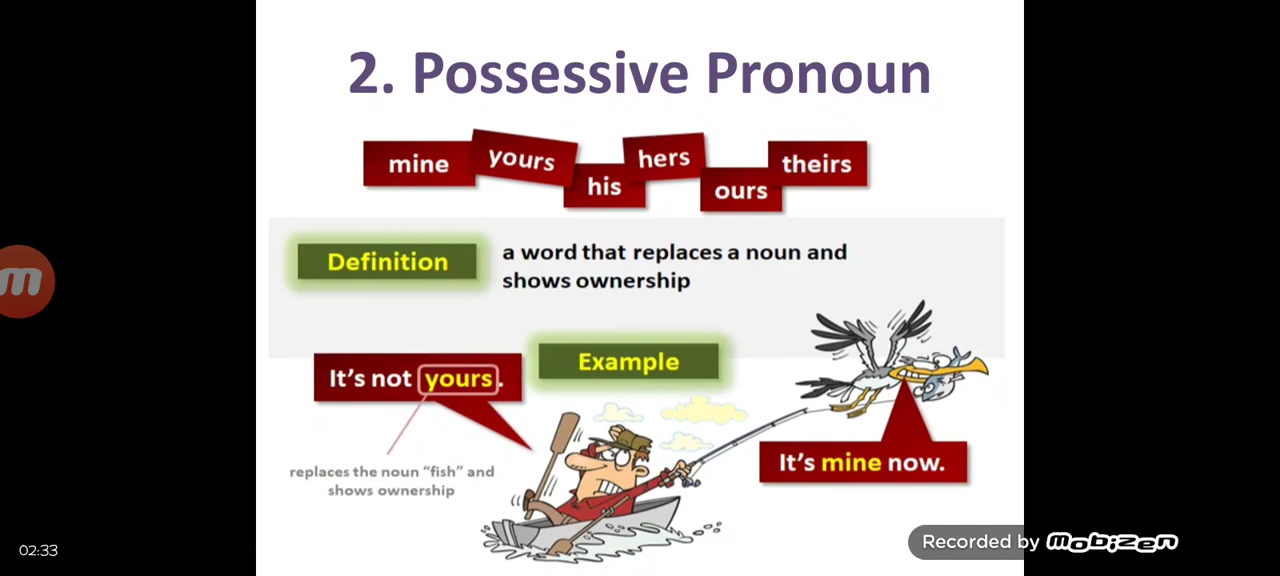 2. Possessive Pronoun
mine
yours
his
hers
ours
theirs
Definition
a word that replaces a noun and
shows ownership
Example
It's not yours.
replaces the noun “fish” and
shows ownership
It's mine now.
02:33
Recorded by mobizen